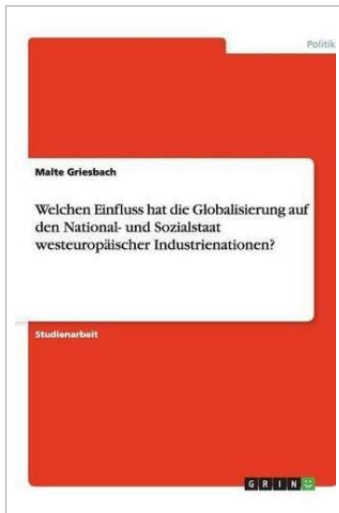 Politik
Malte Griesbach
Welchen Einfluss hat die Globalisierung auf
den National- und Sozialstaat
westeuropäischer Industrienationen?
Studienarbeit
GRIN